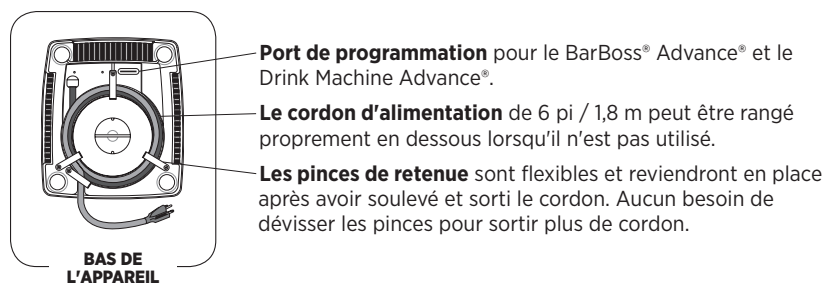 Port de programmation pour le BarBoss® Advance® et le
Drink Machine Advance®.
Le cordon d'alimentation de 6 pi / 1,8 m peut être rangé
proprement en dessous lorsqu'il n'est pas utilisé.
Les pinces de retenue sont flexibles et reviendront en place
après avoir soulevé et sorti le cordon. Aucun besoin de
dévisser les pinces pour sortir plus de cordon.
BAS DE
L'APPAREIL